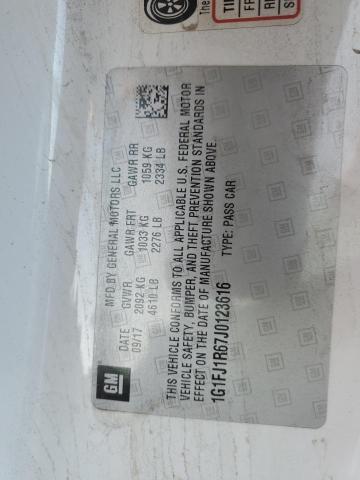 GM
MFD BY GENERAL MOTORS LLC
DATE GVWR GAWR FRT GAWR RR
09/17 2092 KG 1033 KG 1059 KG
4610 LB 2276 LB 2334 LB
THIS VEHICLE CONFORMS TO ALL APPLICABLE U.S. FEDERAL MOTOR
VEHICLE SAFETY, BUMPER, AND THEFT PREVENTION STANDARDS IN
EFFECT ON THE DATE OF MANUFACTURE SHOWN ABOVE.
1G1FJ1R67J0123616 TYPE: PASS CAR
The